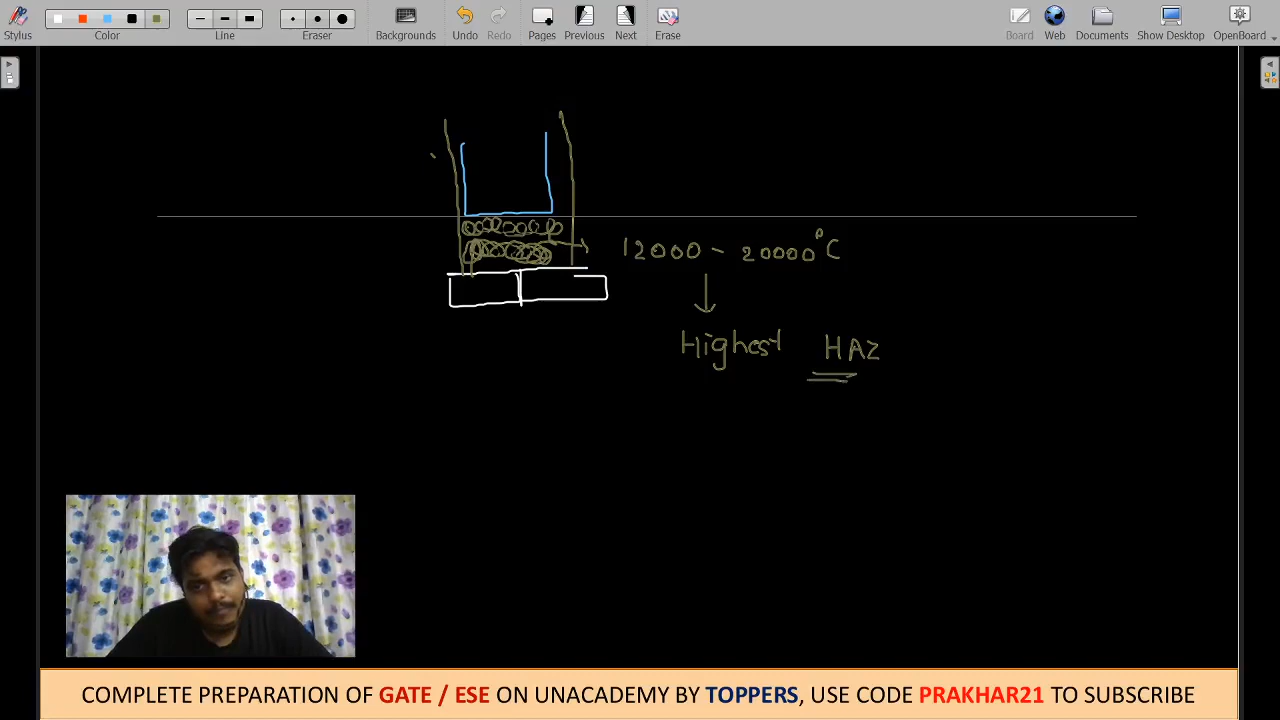 Stylus
Color
Line
Eraser
Backgrounds
Undo
Redo
Pages
Previous
Next
Erase
Board
Web
Documents
Show Desktop
OpenBoard
12000 - 20000°C
Highest HAZ
COMPLETE PREPARATION OF GATE / ESE ON UNACADEMY BY TOPPERS, USE CODE PRAKHAR21 TO SUBSCRIBE